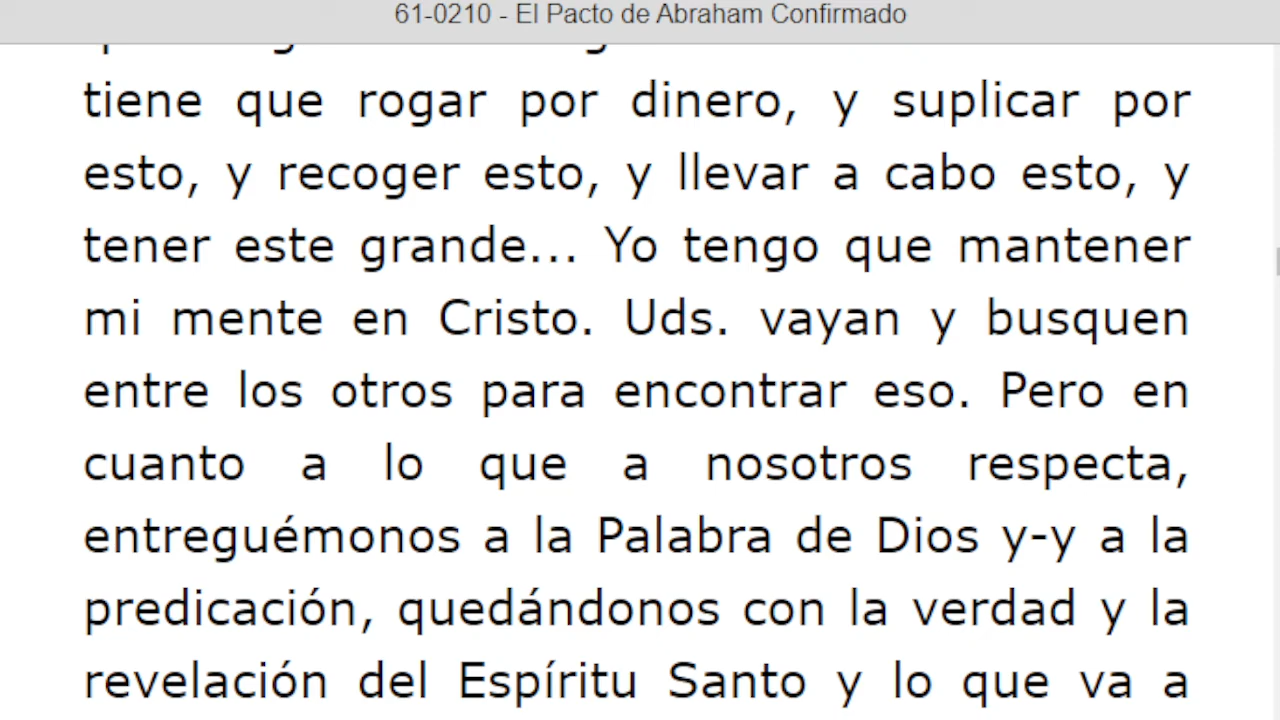 61-0210 - El Pacto de Abraham Confirmado
tiene que rogar por dinero, y suplicar por
esto, y recoger esto, y llevar a cabo esto, y
tener este grande... Yo tengo que mantener
mi mente en Cristo. Uds. vayan y busquen
entre los otros para encontrar eso. Pero en
cuanto a lo que a nosotros respecta,
entreguémonos a la Palabra de Dios y-y a la
predicación, quedándonos con la verdad y la
revelación del Espíritu Santo y lo que va a